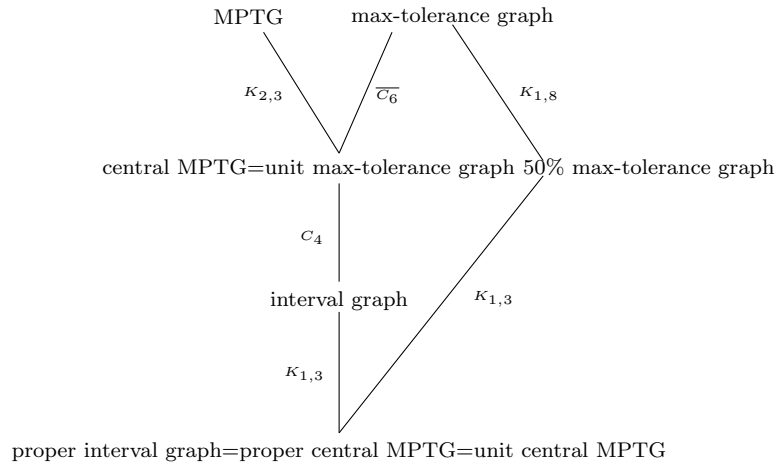 MPTG max-tolerance graph
K2,3 C6̅ K1,8
central MPTG=unit max-tolerance graph 50% max-tolerance graph
C4
interval graph
K1,3
K1,3
proper interval graph=proper central MPTG=unit central MPTG